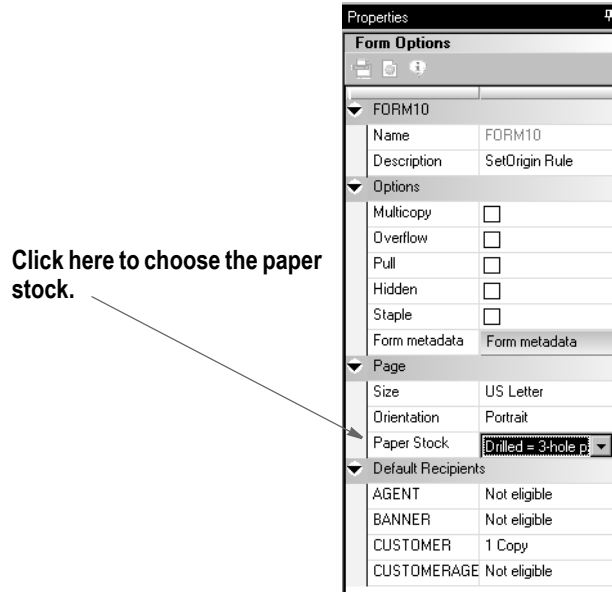 Properties
Form Options
FORM10
Name FORM10
Description SetOrigin Rule
Options
Multicopy
Overflow
Pull
Hidden
Staple
Form metadata Form metadata
Page
Size US Letter
Orientation Portrait
Paper Stock Drilled = 3-hole p
Default Recipients
AGENT Not eligible
BANNER Not eligible
CUSTOMER 1 Copy
CUSTOMERAGE Not eligible
Click here to choose the paper
stock.